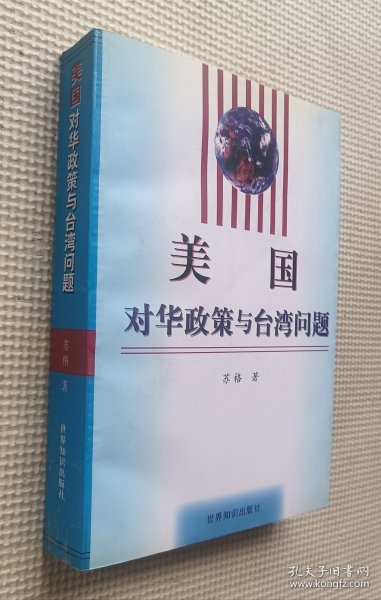 美国对华政策与台湾问题
苏格 著
世界知识出版社
美国
对华政策与台湾问题
苏格 著
世界知识出版社
孔夫子旧书网
www.kongfz.com